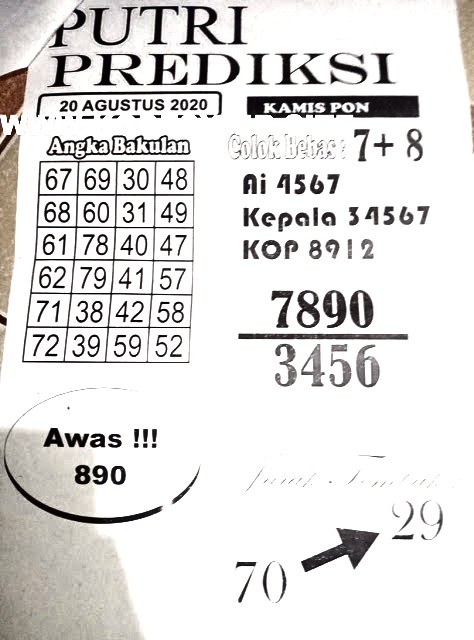 PUTRI
PREDIKSI
20 AGUSTUS 2020
KAMIS PON
Angka Bakulan
67 69 30 48
68 60 31 49
61 78 40 47
62 79 41 57
71 38 42 58
72 39 59 52
Colok Bebas : 7+ 8
Ai 4567
Kepala 34567
KOP 8912
7890
3456
Awas !!!
890
29
70